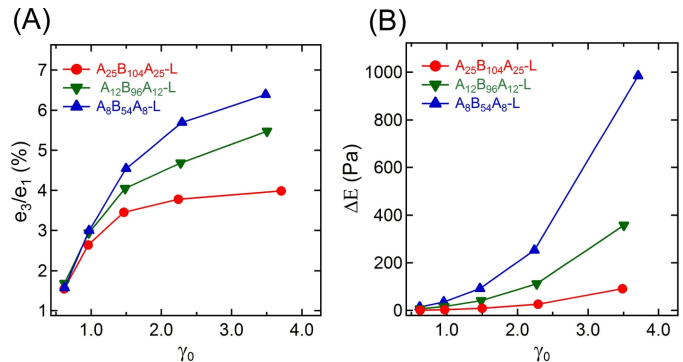 (A)
A₂₅B₁₀₄A₂₅-L
A₁₂B₉₆A₁₂-L
A₈B₅₄A₈-L
7
6
5
4
3
2
1
e₃/e₁ (%)
1.0 2.0 3.0 4.0
γ₀
(B)
A₂₅B₁₀₄A₂₅-L
A₁₂B₉₆A₁₂-L
A₈B₅₄A₈-L
1000
800
600
400
200
0
ΔE (Pa)
1.0 2.0 3.0 4.0
γ₀